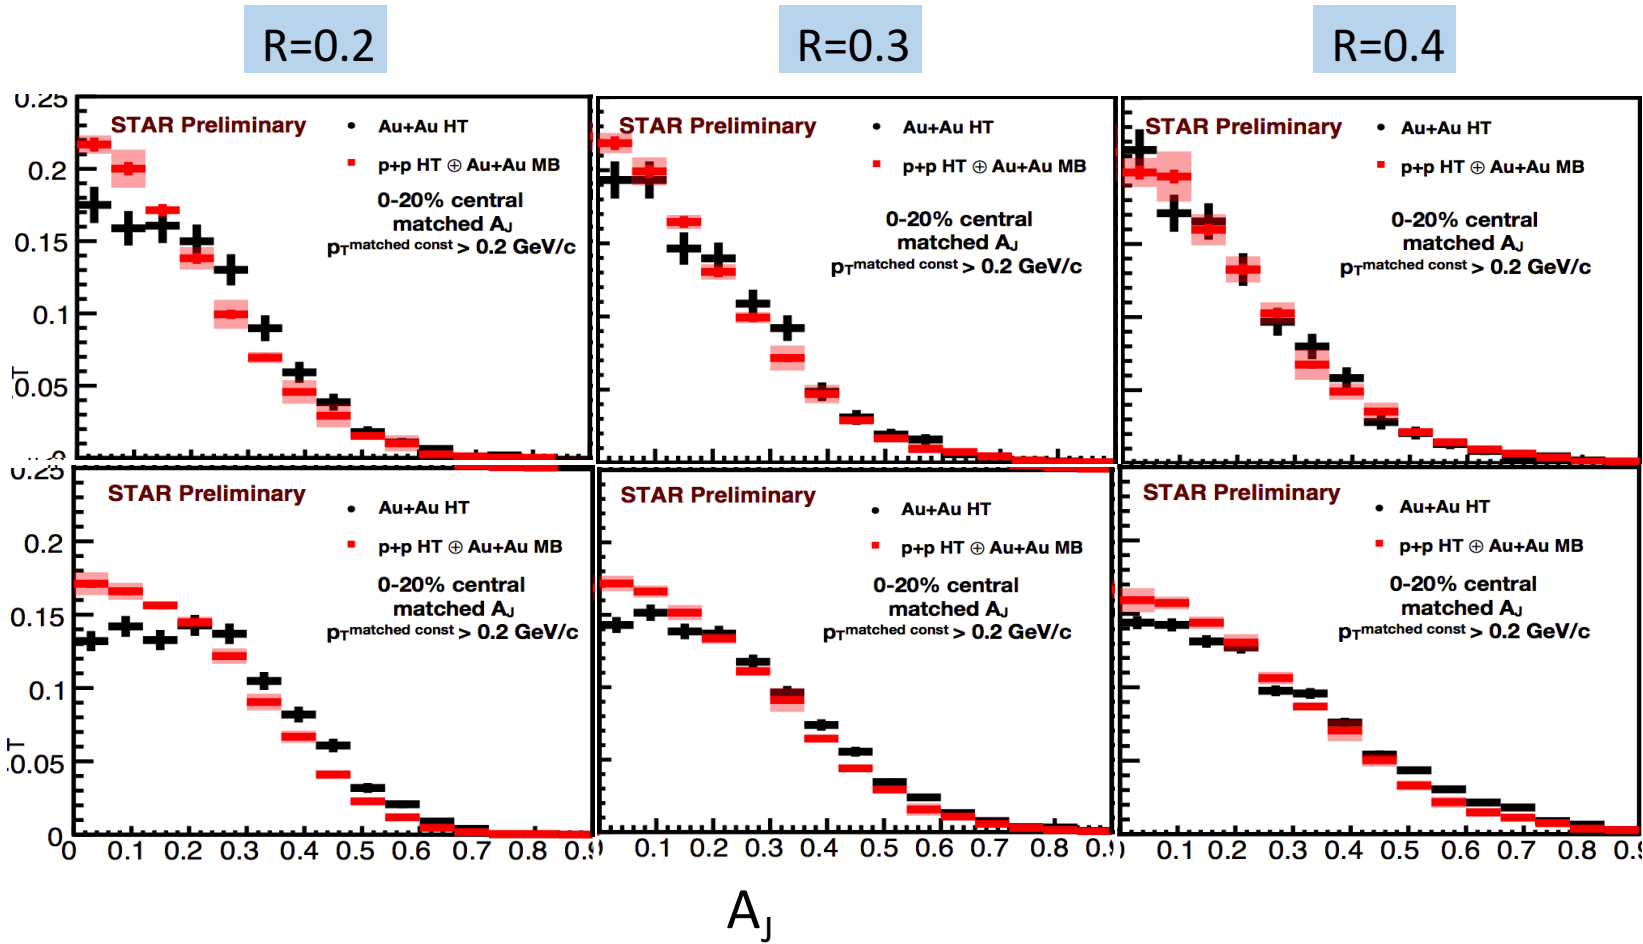 R=0.2
R=0.3
R=0.4
0.25
STAR Preliminary
Au+Au HT
p+p HT ⊕ Au+Au MB
0-20% central
matched AJ
pTmatched const > 0.2 GeV/c
0.2
0.15
0.1
0.05
STAR Preliminary
Au+Au HT
p+p HT ⊕ Au+Au MB
0-20% central
matched AJ
pTmatched const > 0.2 GeV/c
STAR Preliminary
Au+Au HT
p+p HT ⊕ Au+Au MB
0-20% central
matched AJ
pTmatched const > 0.2 GeV/c
0.25
STAR Preliminary
Au+Au HT
p+p HT ⊕ Au+Au MB
0-20% central
matched AJ
pTmatched const > 0.2 GeV/c
0.2
0.15
0.1
0.05
0
0 0.1 0.2 0.3 0.4 0.5 0.6 0.7 0.8 0.9
STAR Preliminary
Au+Au HT
p+p HT ⊕ Au+Au MB
0-20% central
matched AJ
pTmatched const > 0.2 GeV/c
0.1 0.2 0.3 0.4 0.5 0.6 0.7 0.8 0.9
STAR Preliminary
Au+Au HT
p+p HT ⊕ Au+Au MB
0-20% central
matched AJ
pTmatched const > 0.2 GeV/c
0.1 0.2 0.3 0.4 0.5 0.6 0.7 0.8
AJ